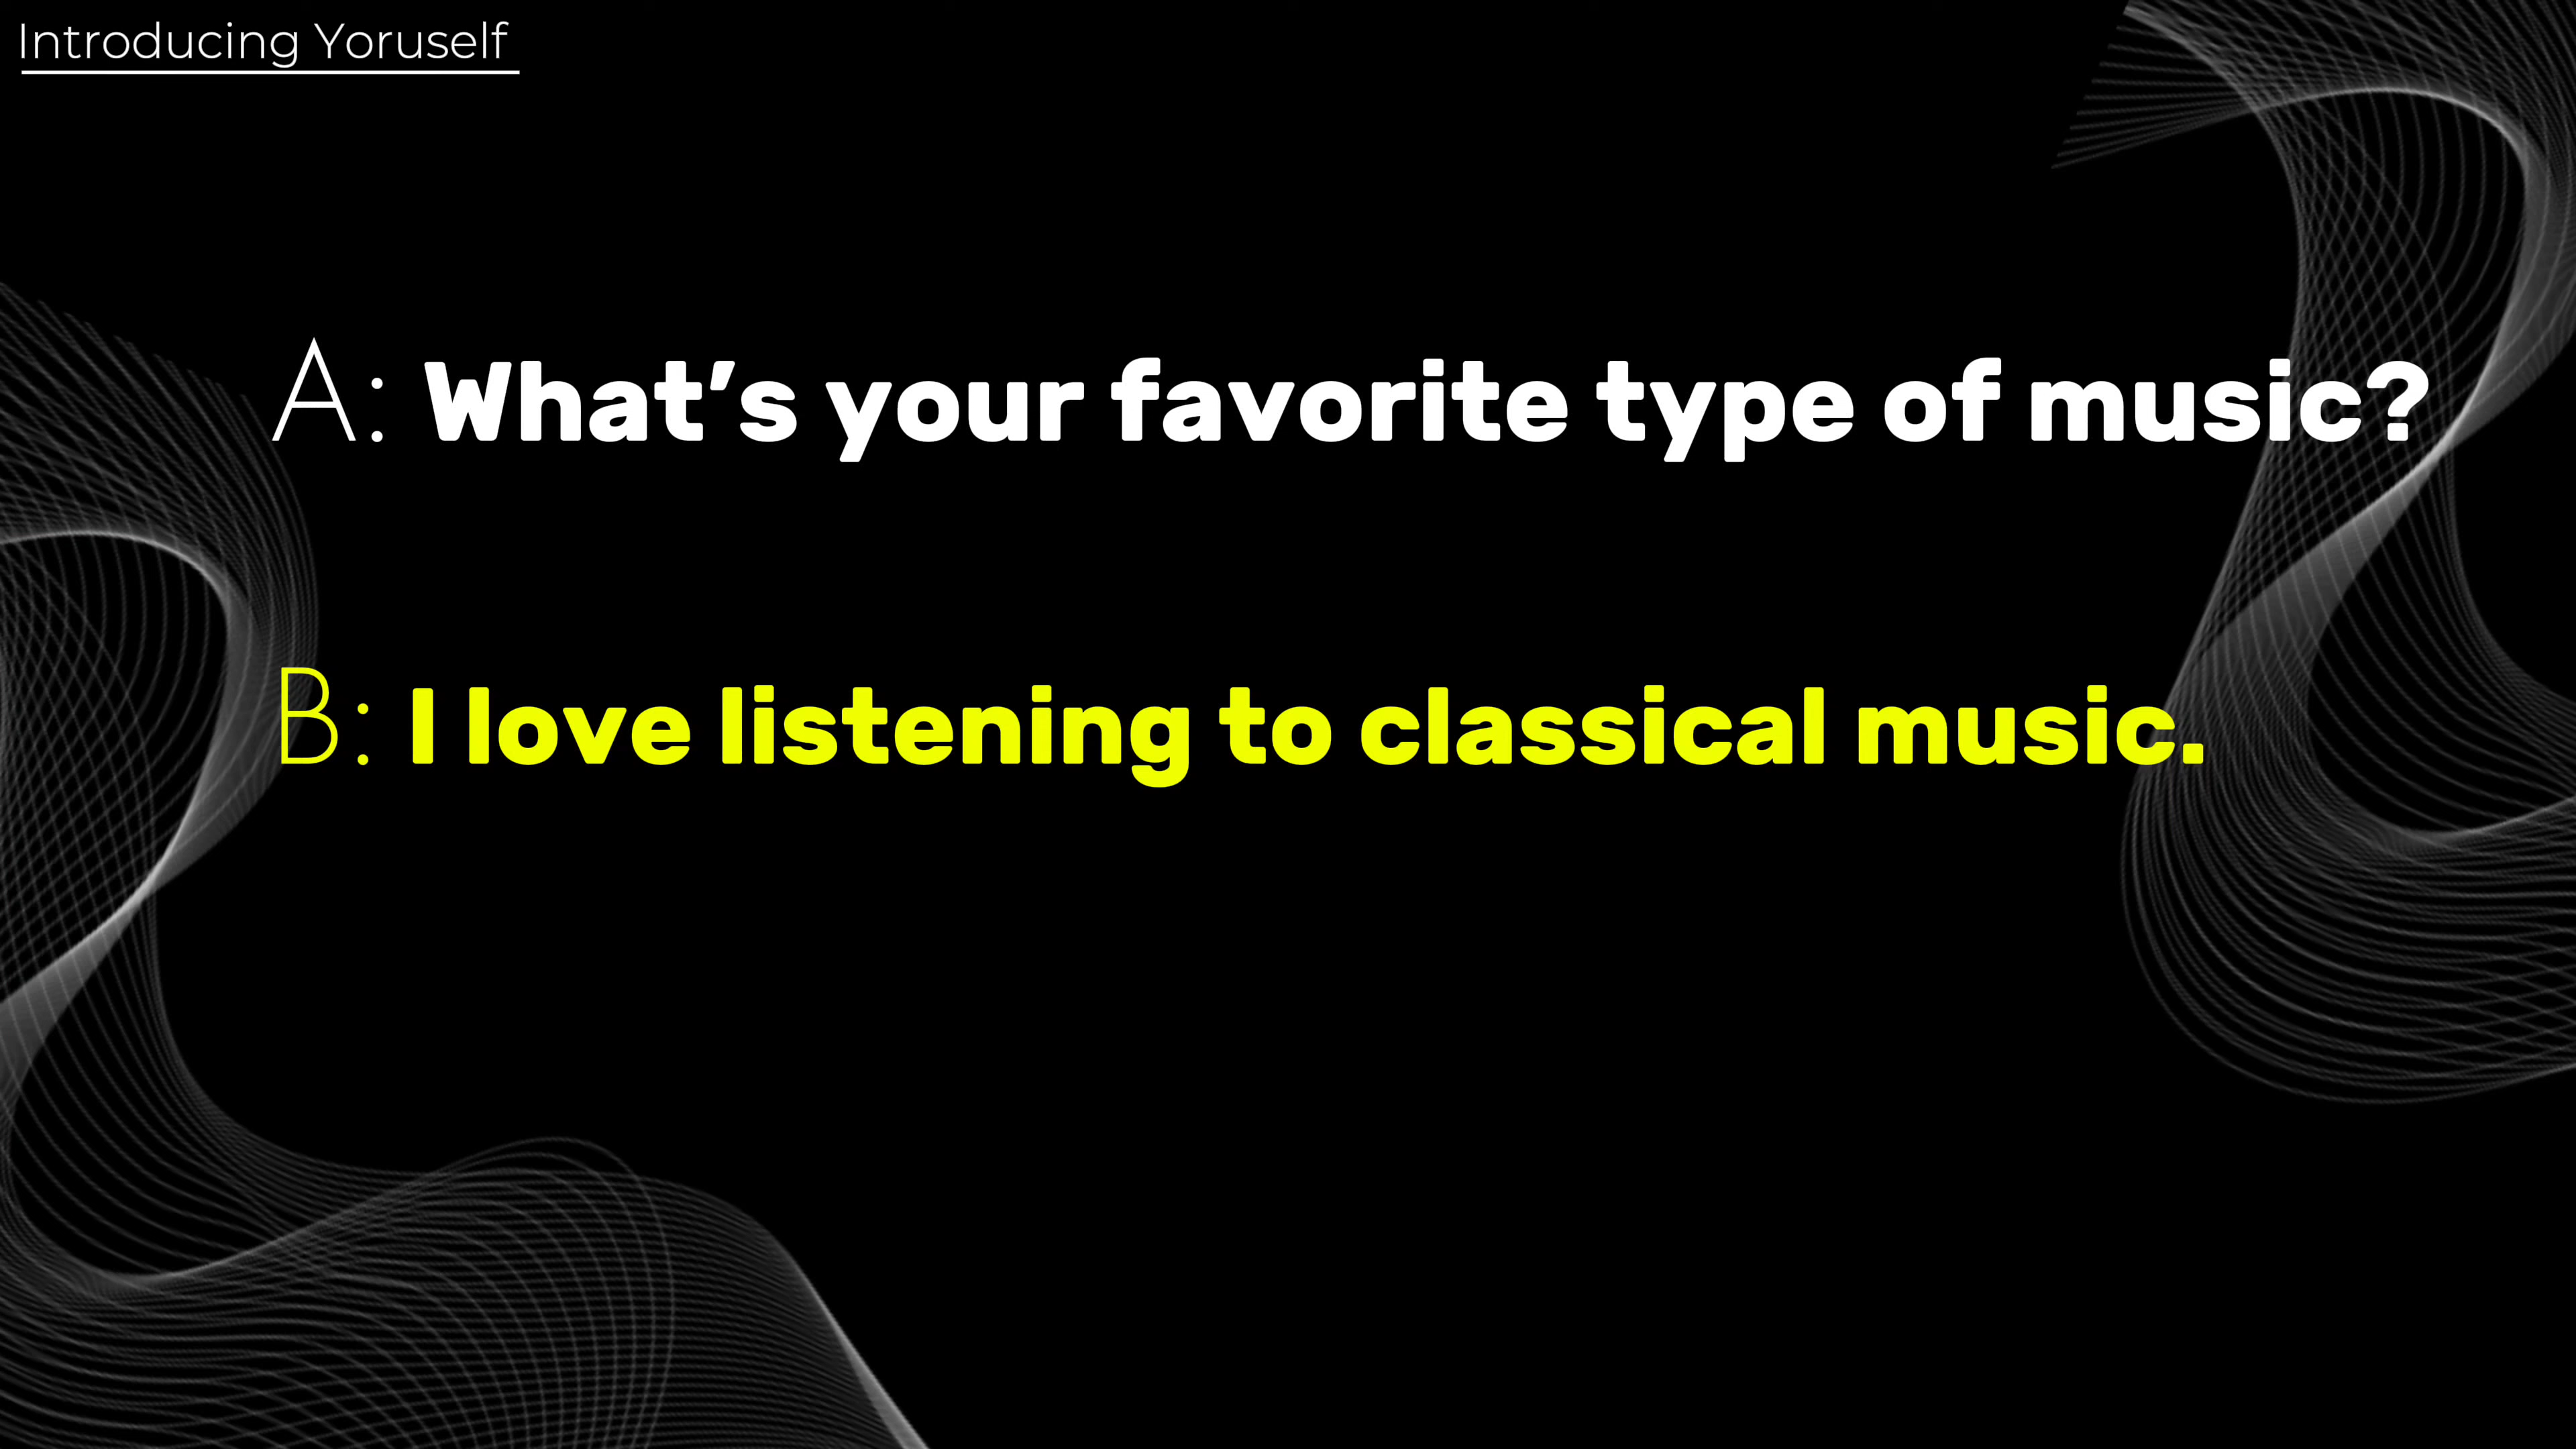 Introducing Yoruself
A: What’s your favorite type of music?
B: I love listening to classical music.